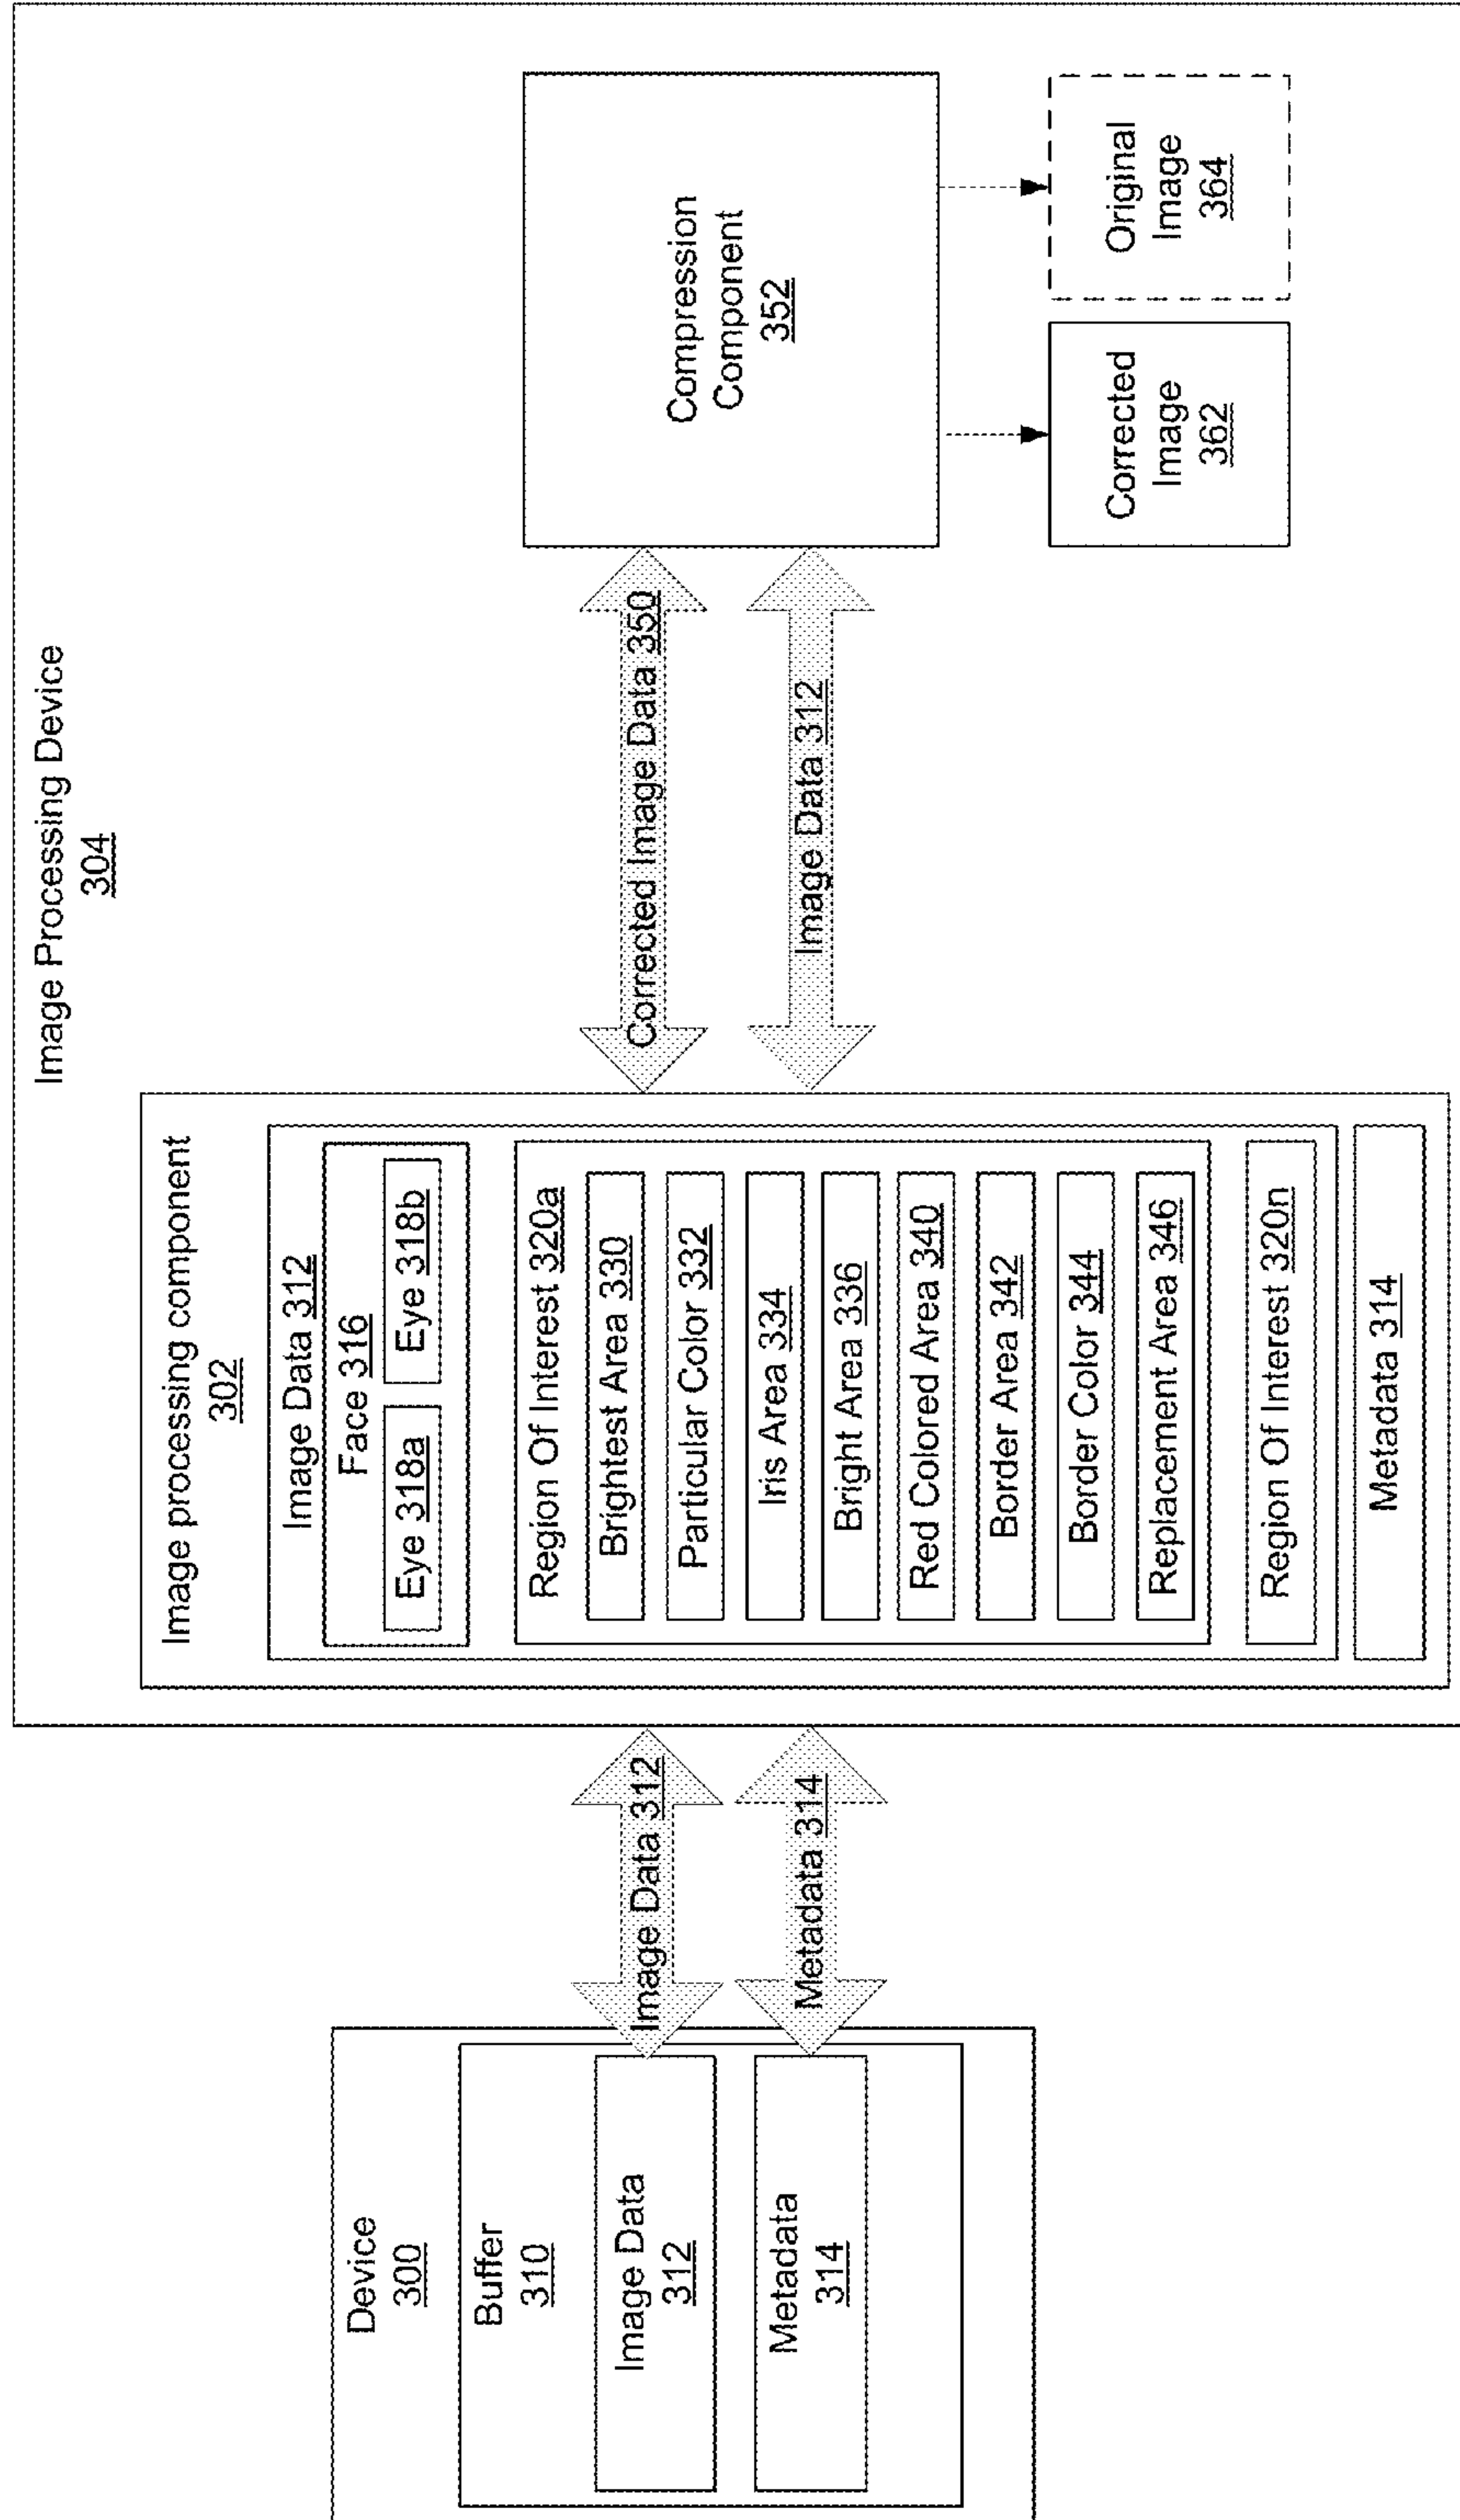 Image Processing Device
304
Device
300
Buffer
310
Image Data
312
Metadata
314
Image Data 312
Metadata 314
Image processing component
302
Image Data 312
Face 316
Eye 318a
Eye 318b
Region Of Interest 320a
Brightest Area 330
Particular Color 332
Iris Area 334
Bright Area 336
Red Colored Area 340
Border Area 342
Border Color 344
Replacement Area 346
Region Of Interest 320n
Metadata 314
Corrected Image Data 350
Image Data 312
Compression
Component
352
Corrected
Image
362
Original
Image
364